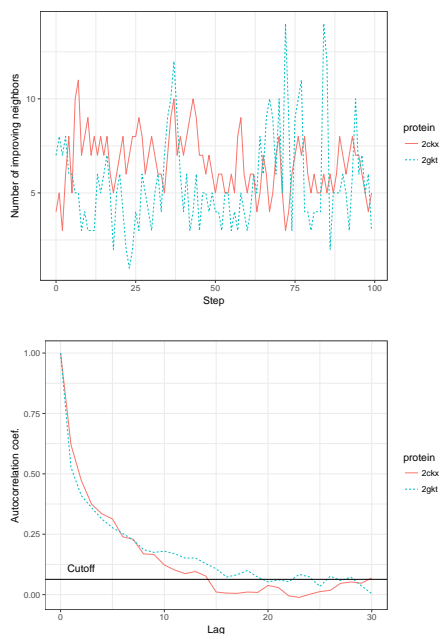 Number of improving neighbors
10
5
0
25
50
75
100
Step
protein
2ckx
2gkt
Autocorrelation coef.
1.00
0.75
0.50
0.25
0.00
Cutoff
0
10
20
30
Lag
protein
2ckx
2gkt